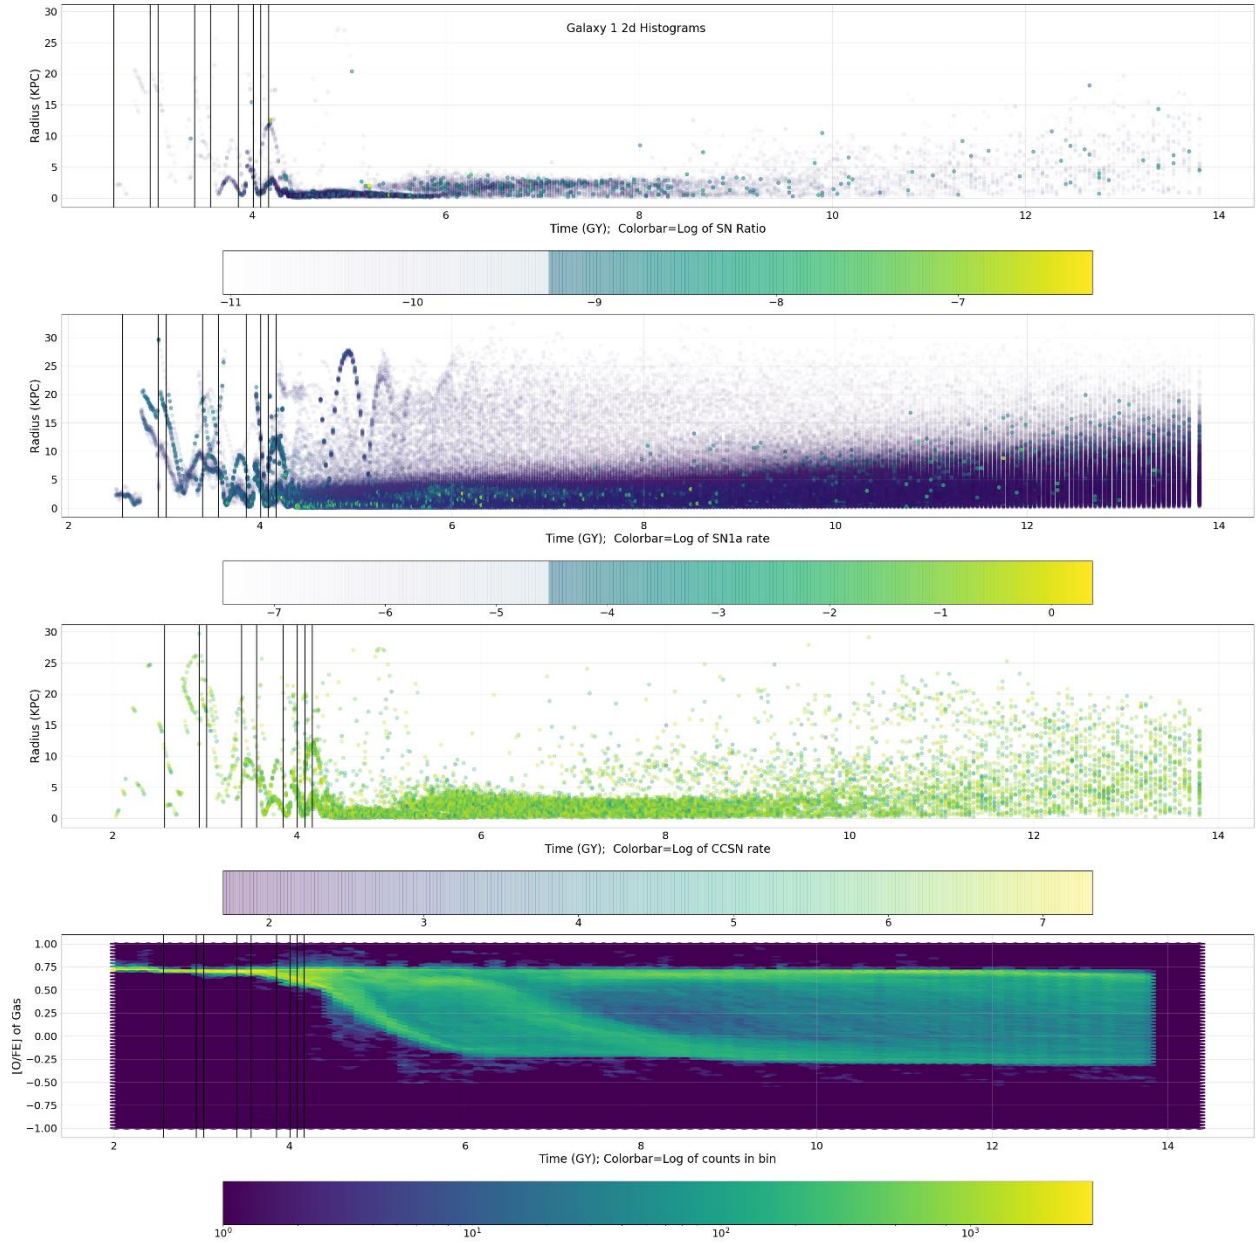 Galaxy 1 2d Histograms
30
25
20
15
10
5
0
Radius (KPC)
4 6 8 10 12 14
Time (GY);  Colorbar=Log of SN Ratio
−11 −10 −9 −8 −7
30
25
20
15
10
5
0
Radius (KPC)
2 4 6 8 10 12 14
Time (GY);  Colorbar=Log of SN1a rate
−7 −6 −5 −4 −3 −2 −1 0
30
25
20
15
10
5
0
Radius (KPC)
2 4 6 8 10 12 14
Time (GY);  Colorbar=Log of CCSN rate
2 3 4 5 6 7
1.00
0.75
0.50
0.25
0.00
−0.25
−0.50
−0.75
−1.00
[O/FE] of Gas
2 4 6 8 10 12 14
Time (GY); Colorbar=Log of counts in bin
10⁰ 10¹ 10² 10³